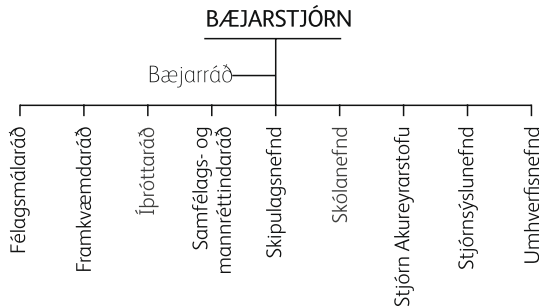 BÆJARSTJÓRN
Bæjarráð
Félagsmálaráð
Framkvæmdaráð
Íþróttaráð
Samfélags- og
mannréttindaráð
Skipulagsnefnd
Skólanefnd
Stjórn Akureyrarstofu
Stjórnsýslunefnd
Umhverfisnefnd